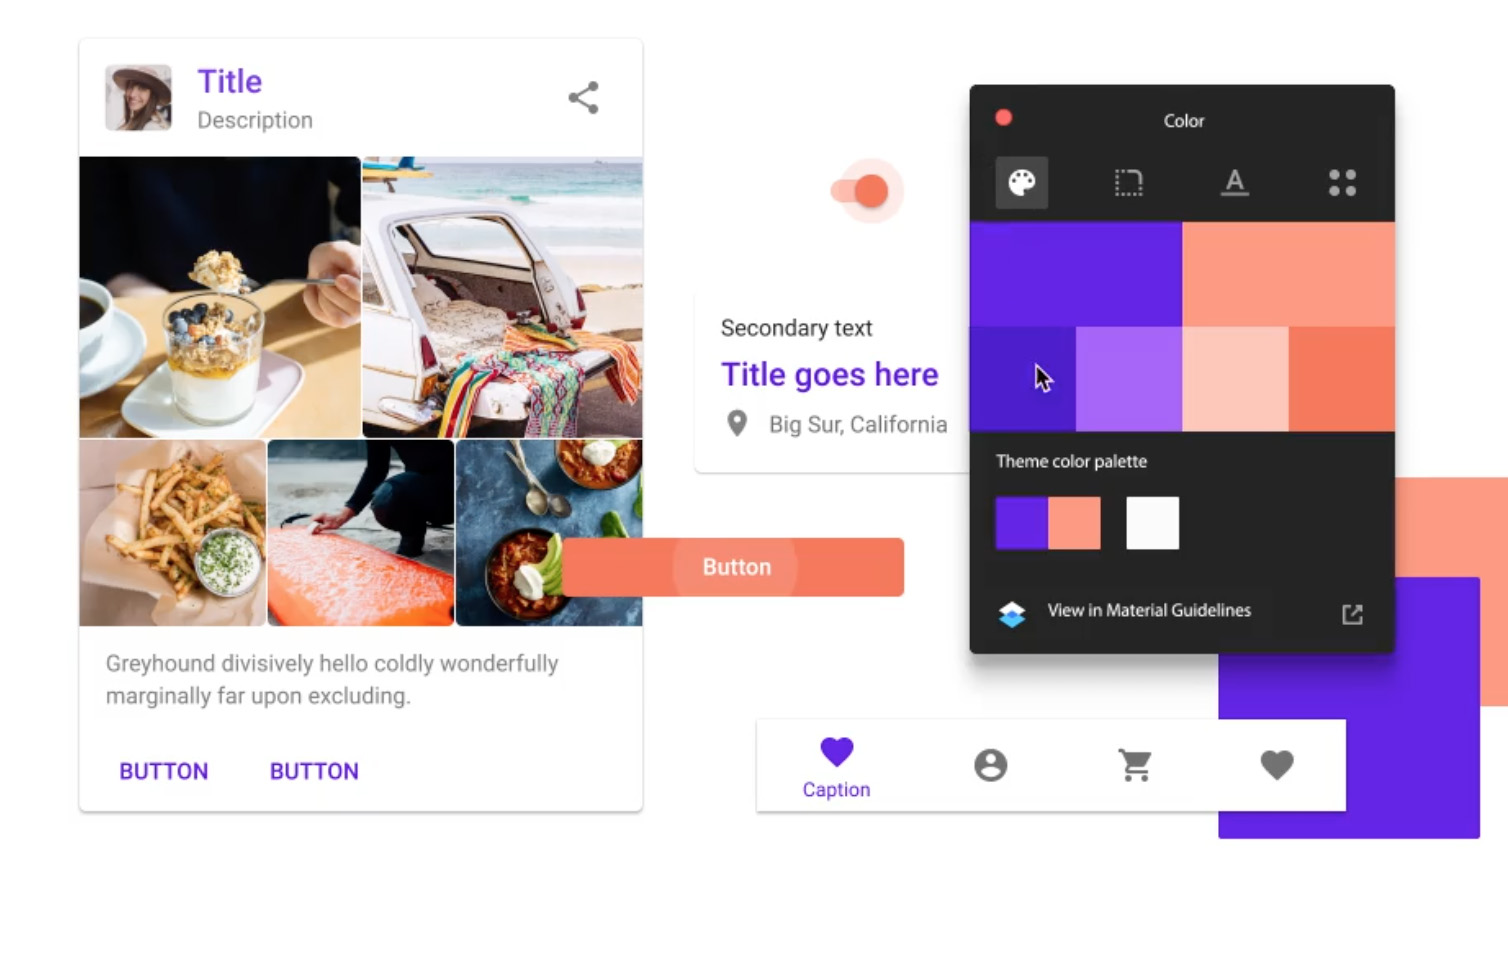 Title
Description
Greyhound divisively hello coldly wonderfully
marginally far upon excluding.
BUTTON BUTTON
Secondary text
Title goes here
Big Sur, California
Button
Caption
Color
A
Theme color palette
View in Material Guidelines